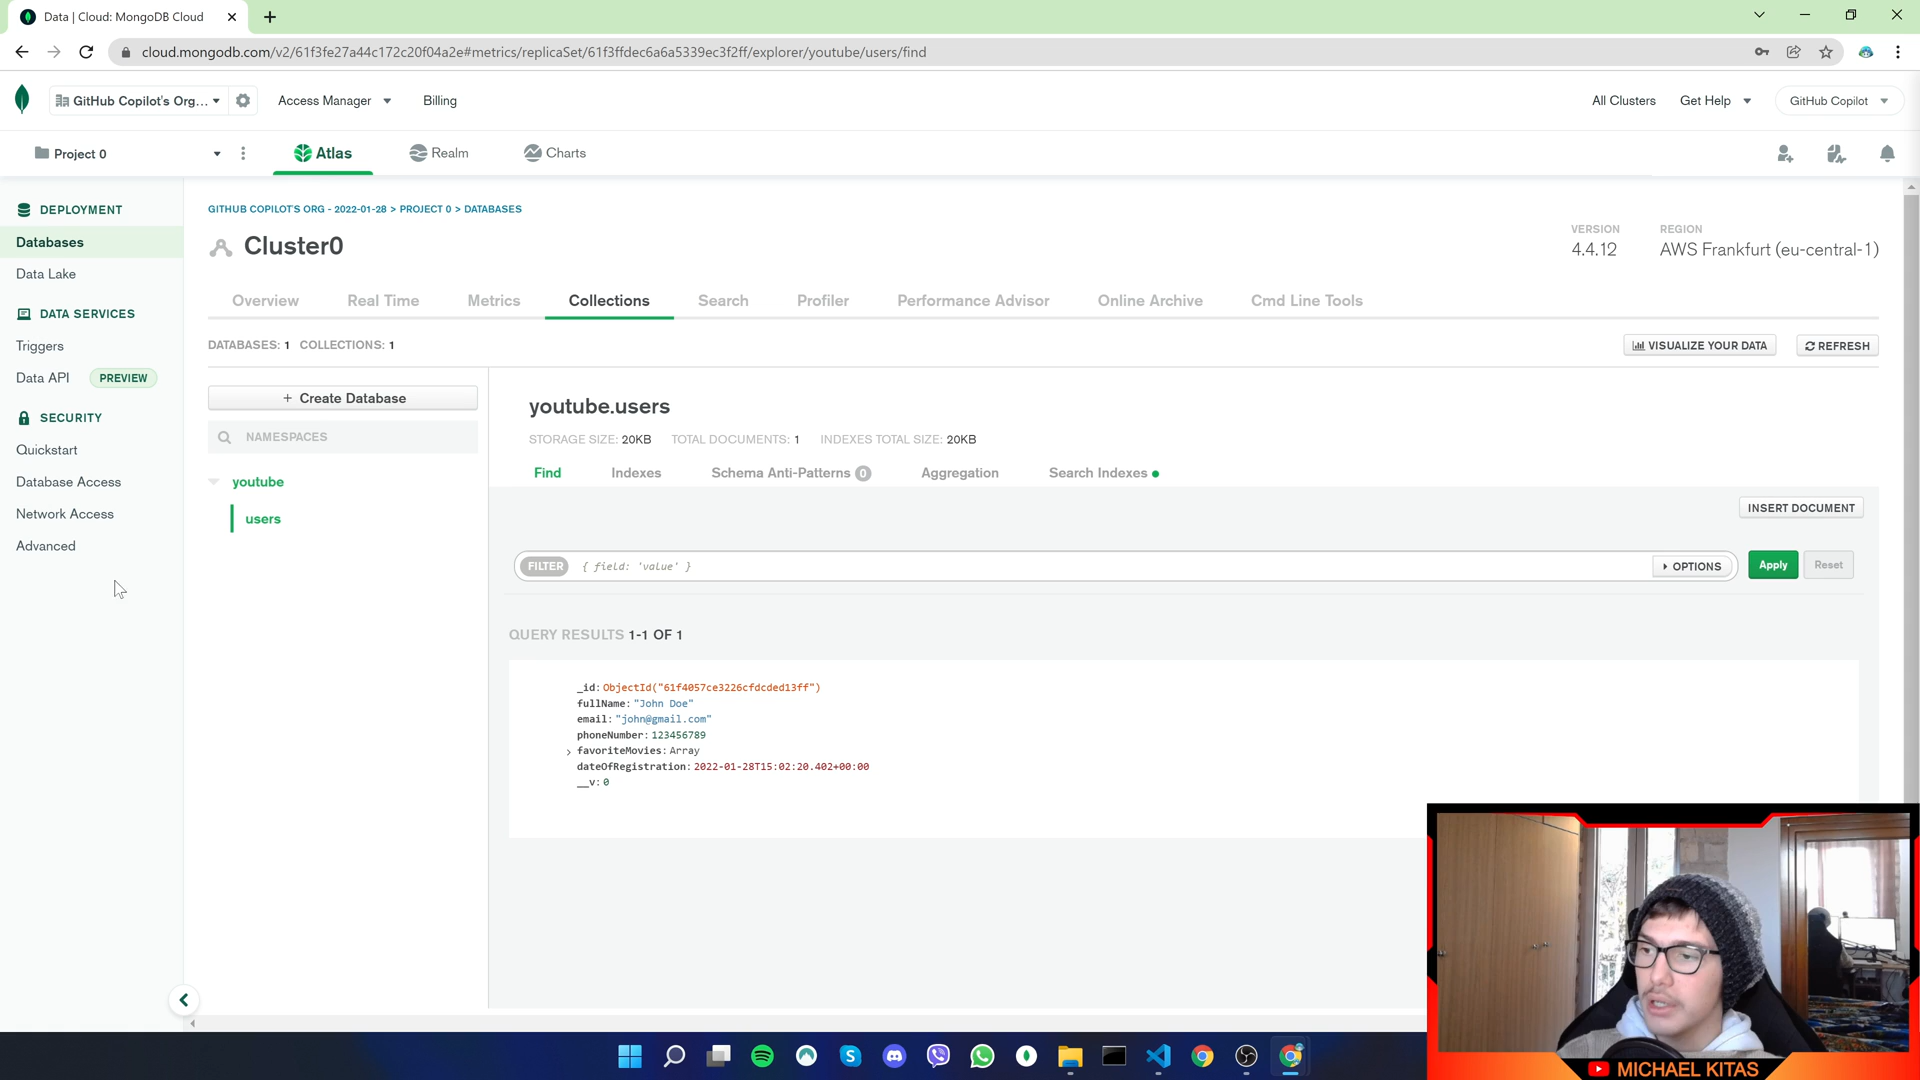 Data | Cloud: MongoDB Cloud
cloud.mongodb.com/v2/61f3fe27a44c172c20f04a2e#metrics/replicaSet/61f3ffdec6a6a5339ec3f2ff/explorer/youtube/users/find
GitHub Copilot's Org... Access Manager Billing All Clusters Get Help GitHub Copilot
Project 0 Atlas Realm Charts
DEPLOYMENT
Databases
Data Lake
DATA SERVICES
Triggers
Data API PREVIEW
SECURITY
Quickstart
Database Access
Network Access
Advanced
GITHUB COPILOT'S ORG - 2022-01-28 > PROJECT 0 > DATABASES
Cluster0
VERSION REGION
4.4.12 AWS Frankfurt (eu-central-1)
Overview Real Time Metrics Collections Search Profiler Performance Advisor Online Archive Cmd Line Tools
DATABASES: 1 COLLECTIONS: 1
VISUALIZE YOUR DATA REFRESH
+ Create Database
NAMESPACES
youtube
users
youtube.users
STORAGE SIZE: 20KB TOTAL DOCUMENTS: 1 INDEXES TOTAL SIZE: 20KB
Find Indexes Schema Anti-Patterns 0 Aggregation Search Indexes
INSERT DOCUMENT
FILTER { field: 'value' } OPTIONS Apply Reset
QUERY RESULTS 1-1 OF 1
_id: ObjectId("61f4057ce3226cfdcded13ff")
fullName: "John Doe"
email: "john@gmail.com"
phoneNumber: 123456789
favoriteMovies: Array
dateOfRegistration: 2022-01-28T15:02:20.402+00:00
__v: 0
MICHAEL KITAS